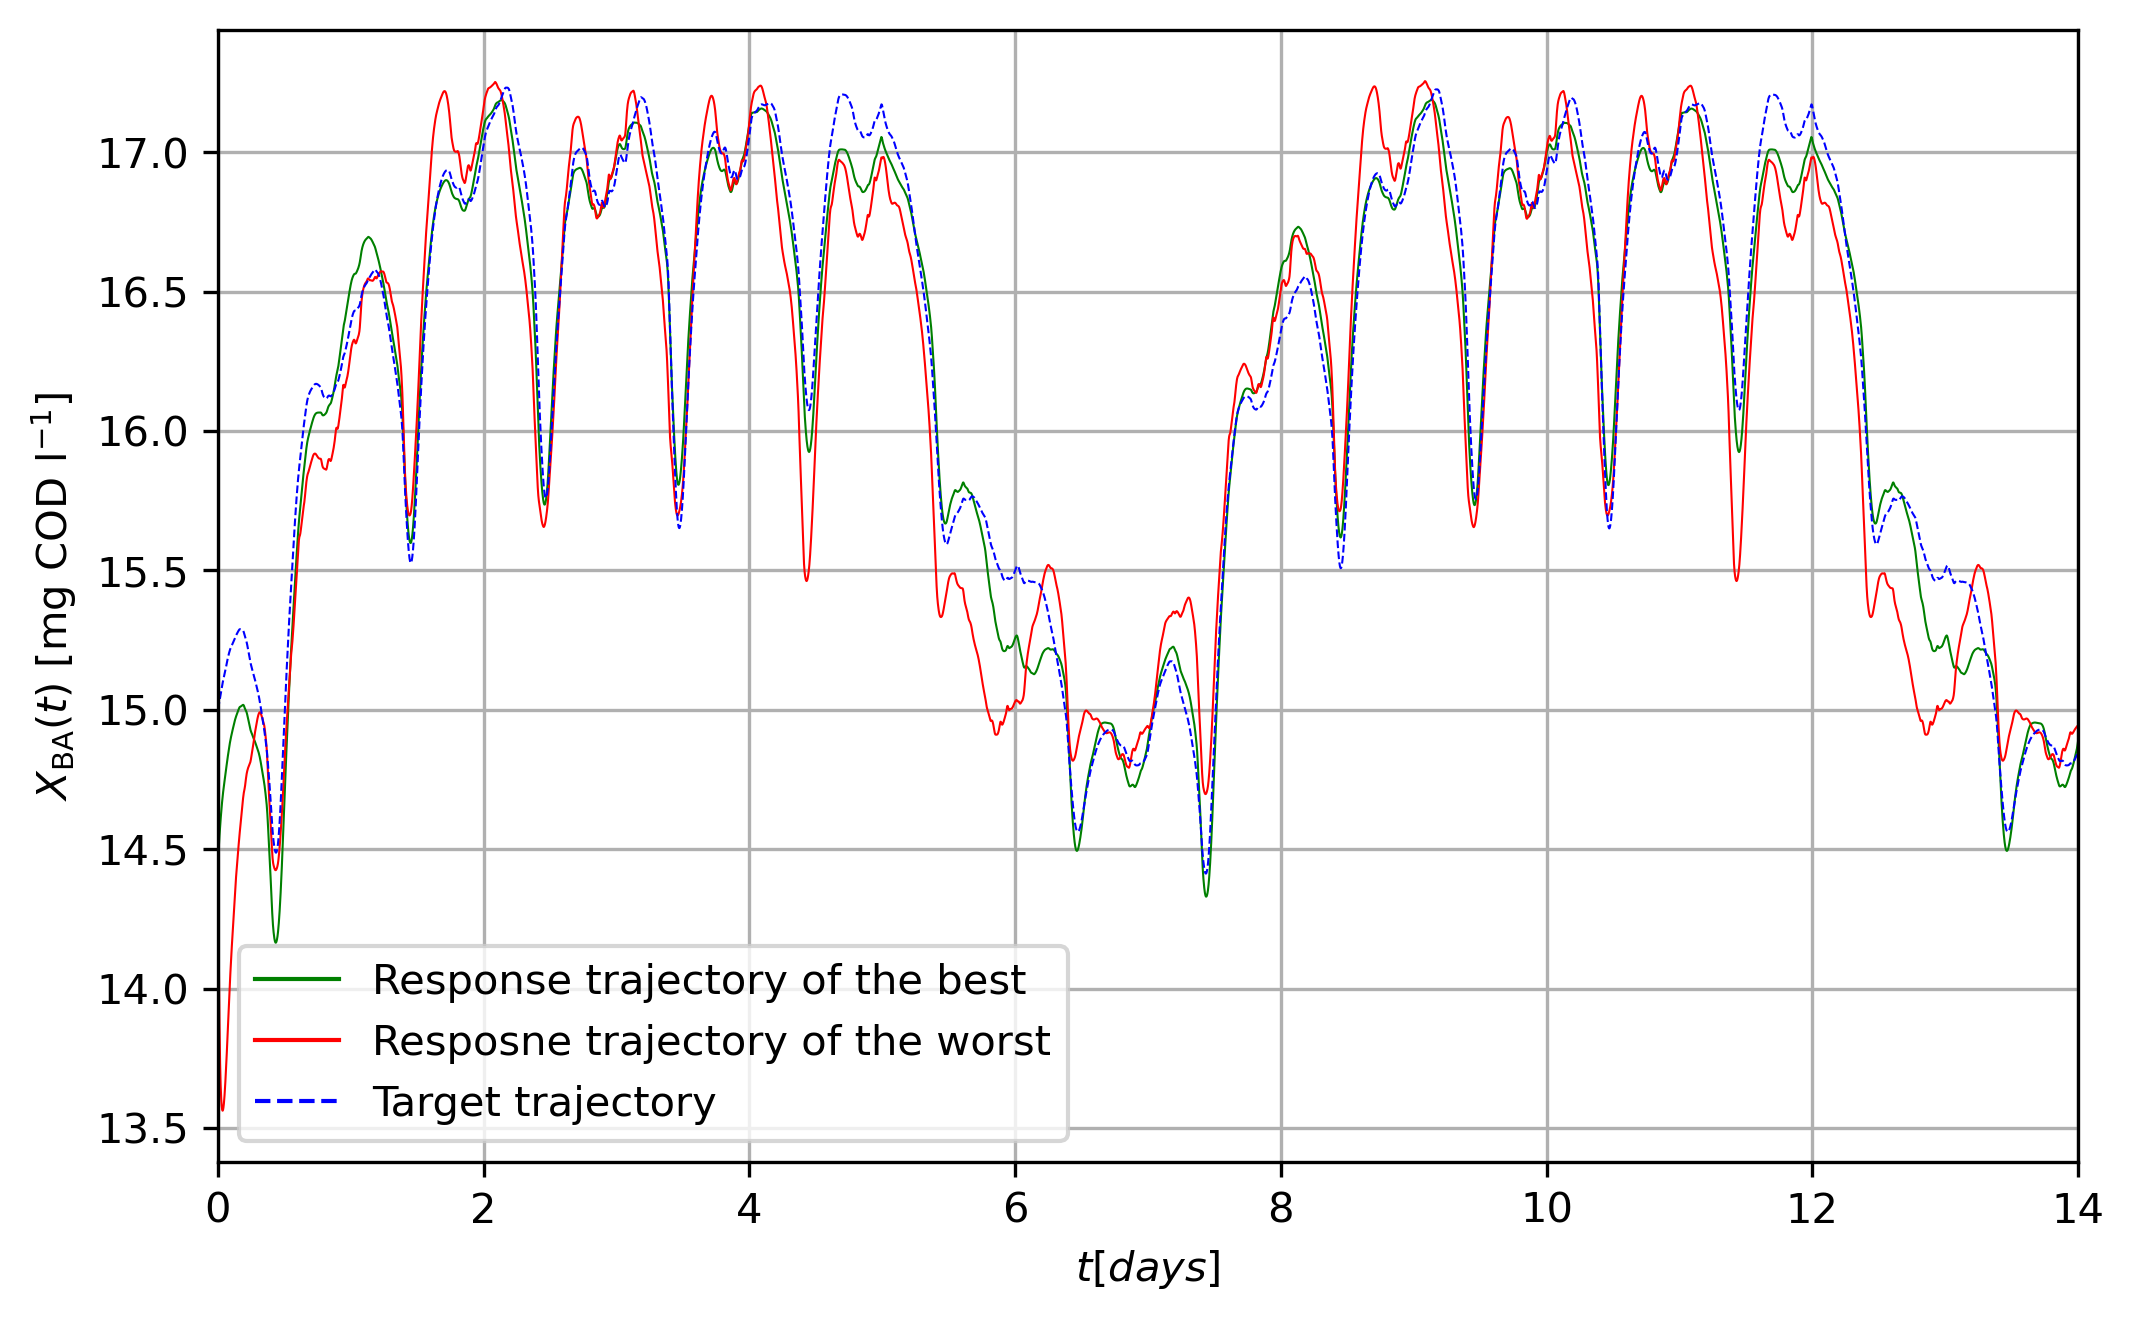 17.0
16.5
16.0
15.5
15.0
14.5
14.0
13.5
X_BA(t) [mg COD l⁻¹]
Response trajectory of the best
Resposne trajectory of the worst
Target trajectory
0 2 4 6 8 10 12 14
t[days]